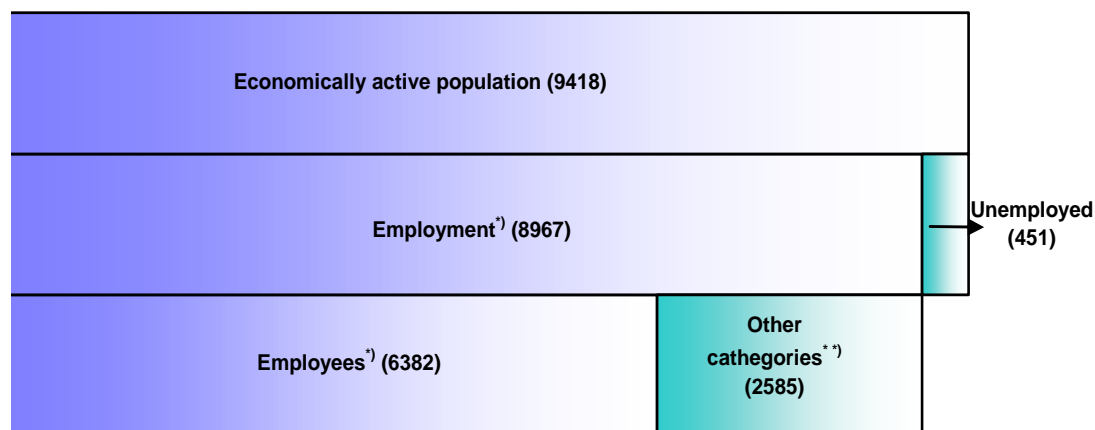 Economically active population (9418)
Employment*) (8967)
Unemployed
(451)
Employees*) (6382)
Other
cathegories* *)
(2585)